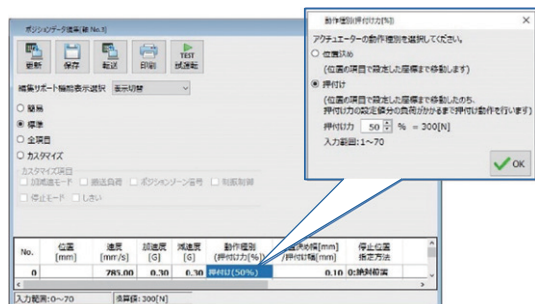 ポジションデータ編集[軸 No.1]
更新 保存 転送 印刷 TEST 試運転
編集サポート機能表示選択 表示切替
簡易
標準
全項目
カスタマイズ
カスタマイズ項目
加減速モード 搬送負荷 ポジションゾーン信号 制振制御
停止モード しきい
No. 位置 [mm] 速度 [mm/s] 加速度 [G] 減速度 [G] 動作種別 (押付け力[%]) 位置決め幅[mm] /押付け幅[mm] 停止位置 指定方法
0 785.00 0.30 0.30 押付け(50%) 0.10 0:絶対位置
入力範囲:0~70 換算値:300[N]
動作種別(押付け力[%])
アクチュエーターの動作種別を選択してください。
位置決め
(位置の項目で設定した座標まで移動します)
押付け
(位置の項目で設定した座標まで移動したのち、
押付け力の設定値分の負荷がかかるまで押付け動作を行います)
押付け力 50 % = 300[N]
入力範囲:1~70
OK